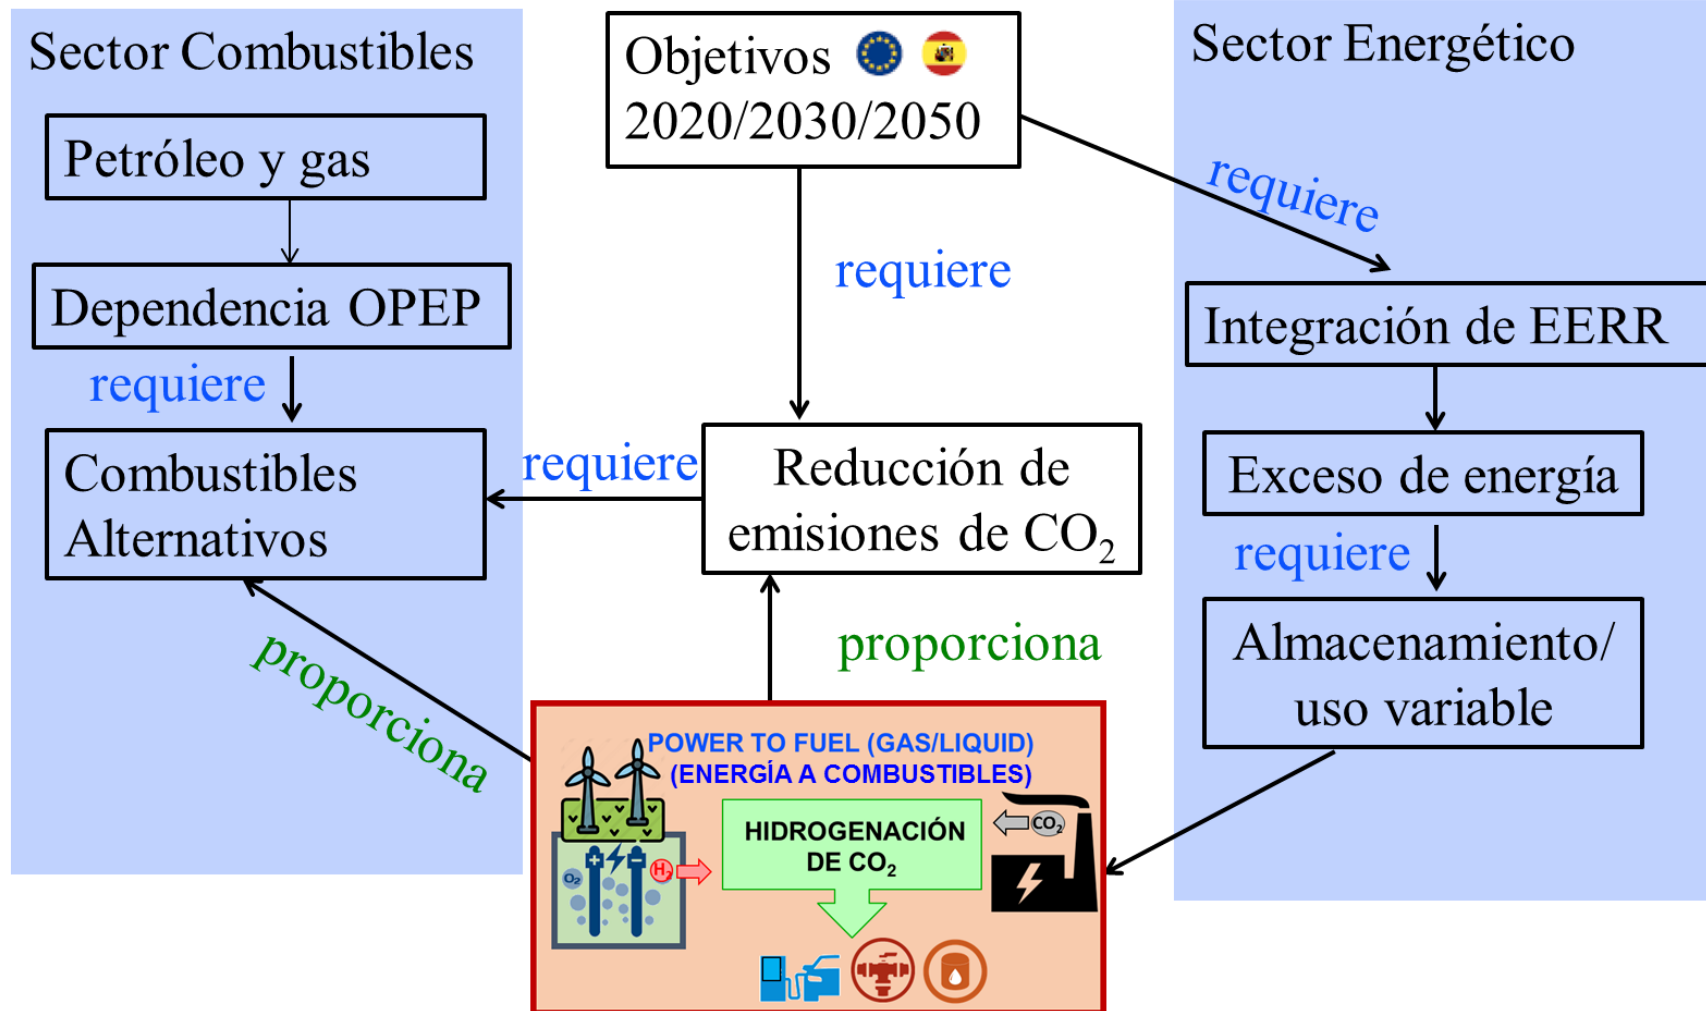 Sector Combustibles
Petróleo y gas
Dependencia OPEP
requiere
Combustibles
Alternativos
proporciona
Objetivos
2020/2030/2050
requiere
requiere
Reducción de
emisiones de CO₂
proporciona
POWER TO FUEL (GAS/LIQUID)
(ENERGÍA A COMBUSTIBLES)
HIDROGENACIÓN
DE CO₂
O₂
H₂
CO₂
Sector Energético
requiere
Integración de EERR
Exceso de energía
requiere
Almacenamiento/
uso variable